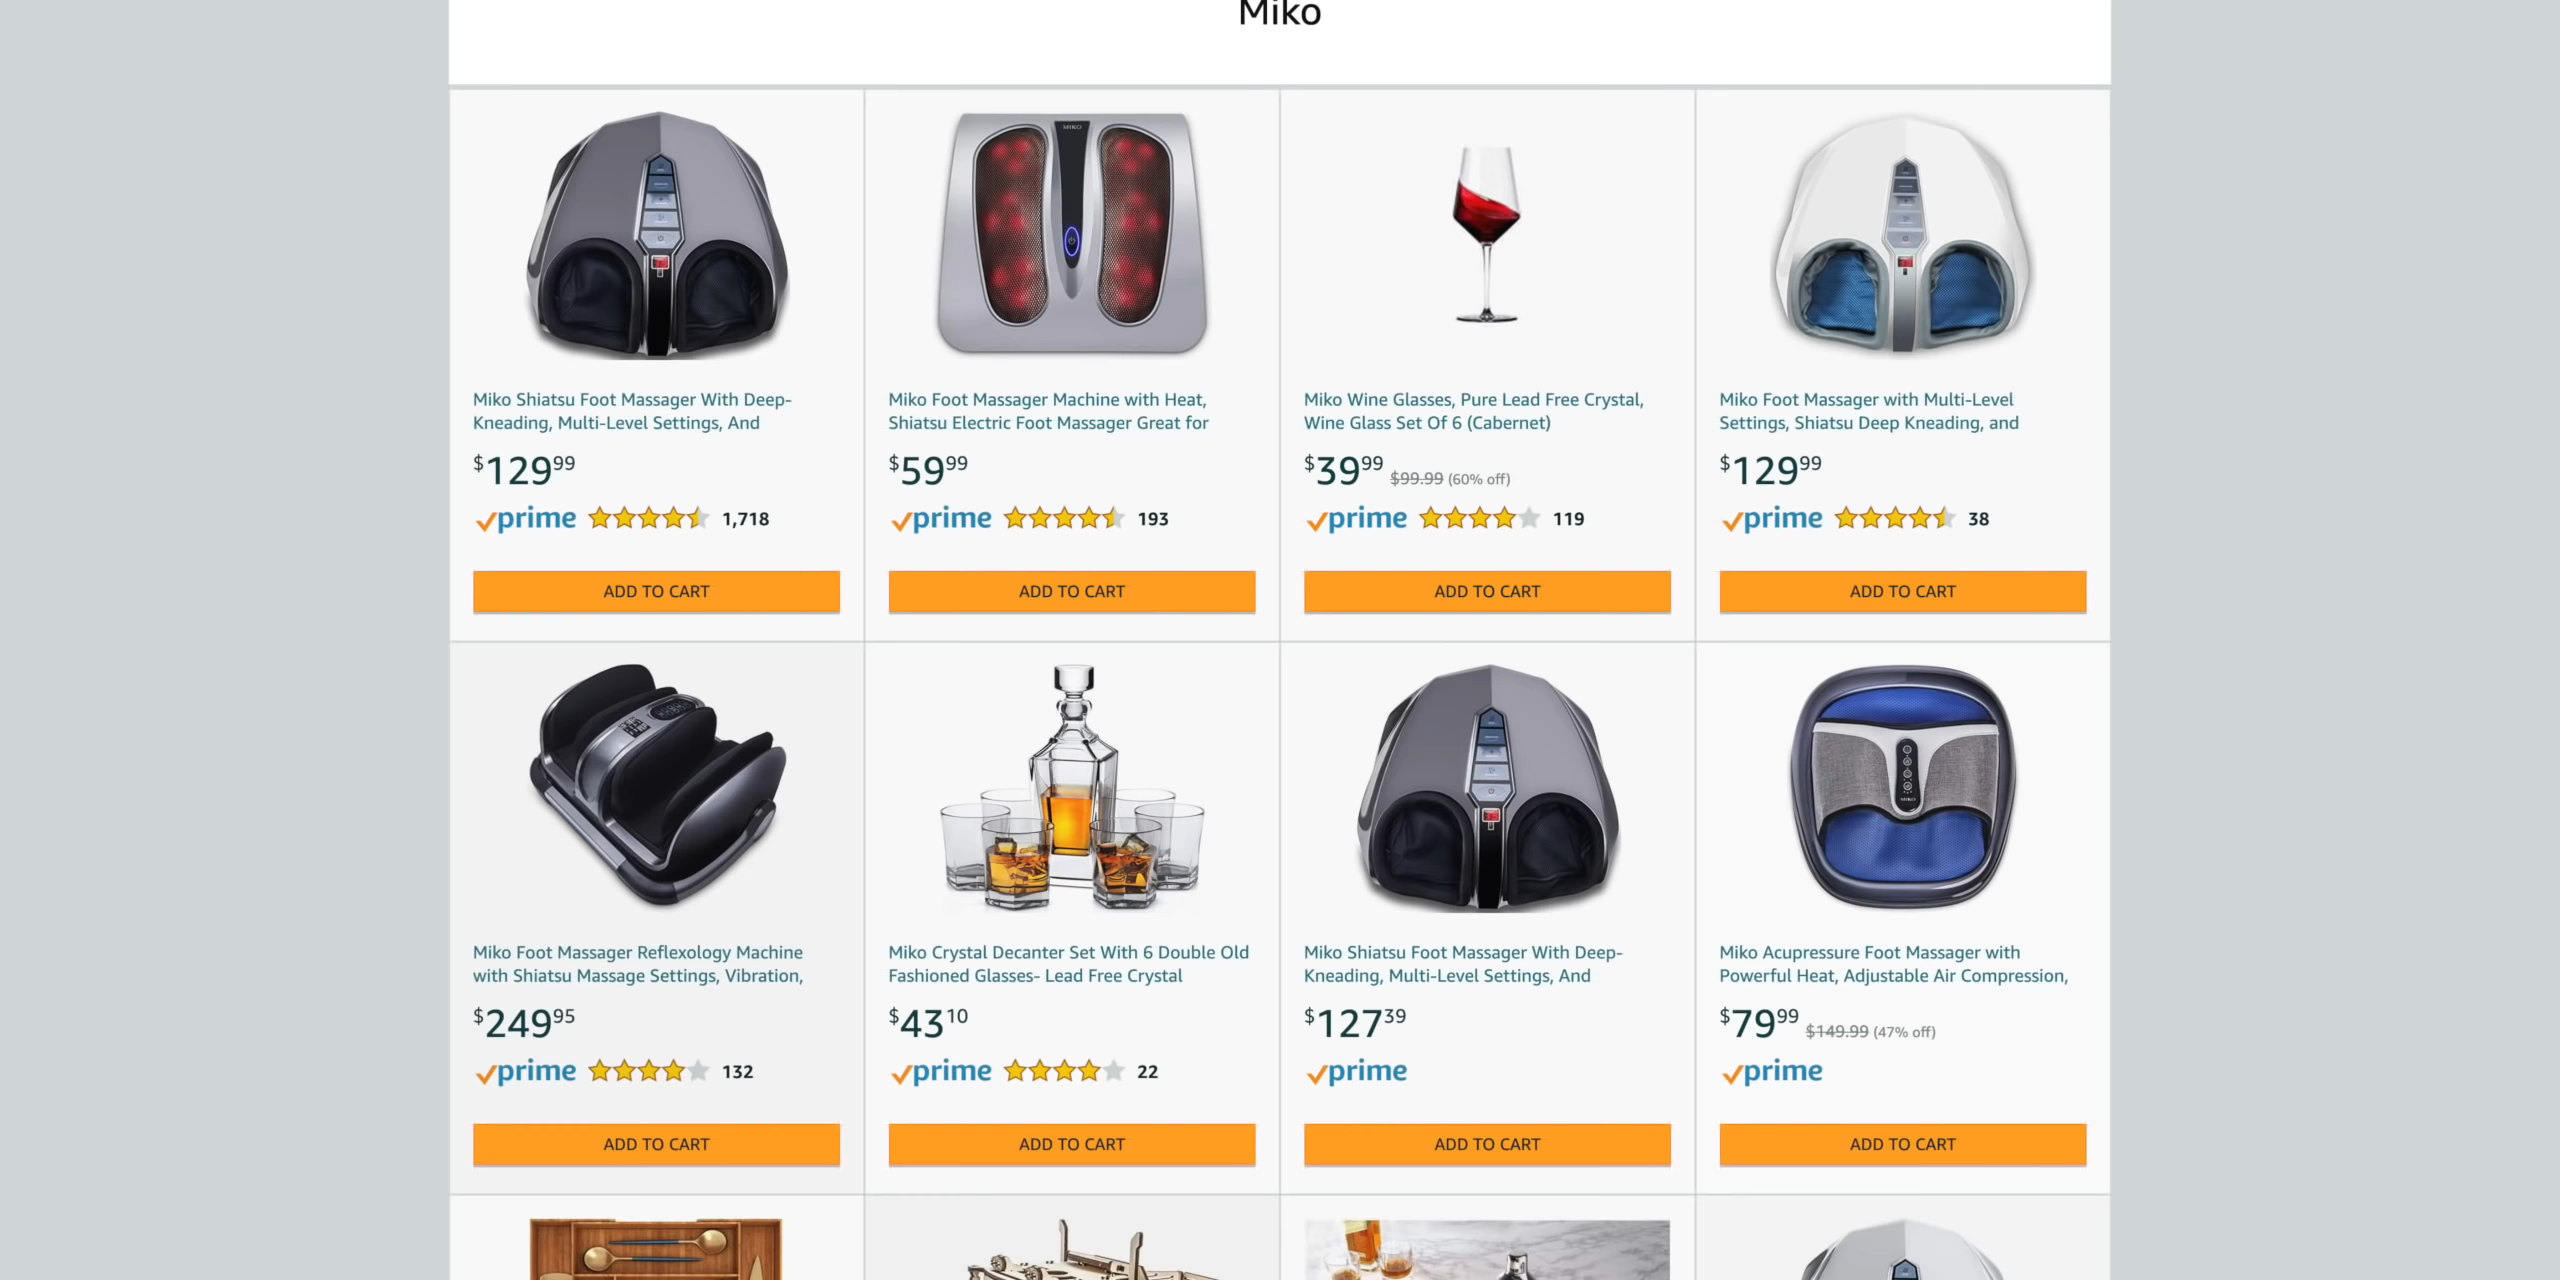 Miko
Miko Shiatsu Foot Massager With Deep-
Kneading, Multi-Level Settings, And
$12999
prime 1,718
ADD TO CART
MIKO
Miko Foot Massager Machine with Heat,
Shiatsu Electric Foot Massager Great for
$5999
prime 193
ADD TO CART
Miko Wine Glasses, Pure Lead Free Crystal,
Wine Glass Set Of 6 (Cabernet)
$3999 $99.99 (60% off)
prime 119
ADD TO CART
Miko Foot Massager with Multi-Level
Settings, Shiatsu Deep Kneading, and
$12999
prime 38
ADD TO CART
Miko Foot Massager Reflexology Machine
with Shiatsu Massage Settings, Vibration,
$24995
prime 132
ADD TO CART
Miko Crystal Decanter Set With 6 Double Old
Fashioned Glasses- Lead Free Crystal
$4310
prime 22
ADD TO CART
Miko Shiatsu Foot Massager With Deep-
Kneading, Multi-Level Settings, And
$12739
prime
ADD TO CART
MIKO
Miko Acupressure Foot Massager with
Powerful Heat, Adjustable Air Compression,
$7999 $149.99 (47% off)
prime
ADD TO CART